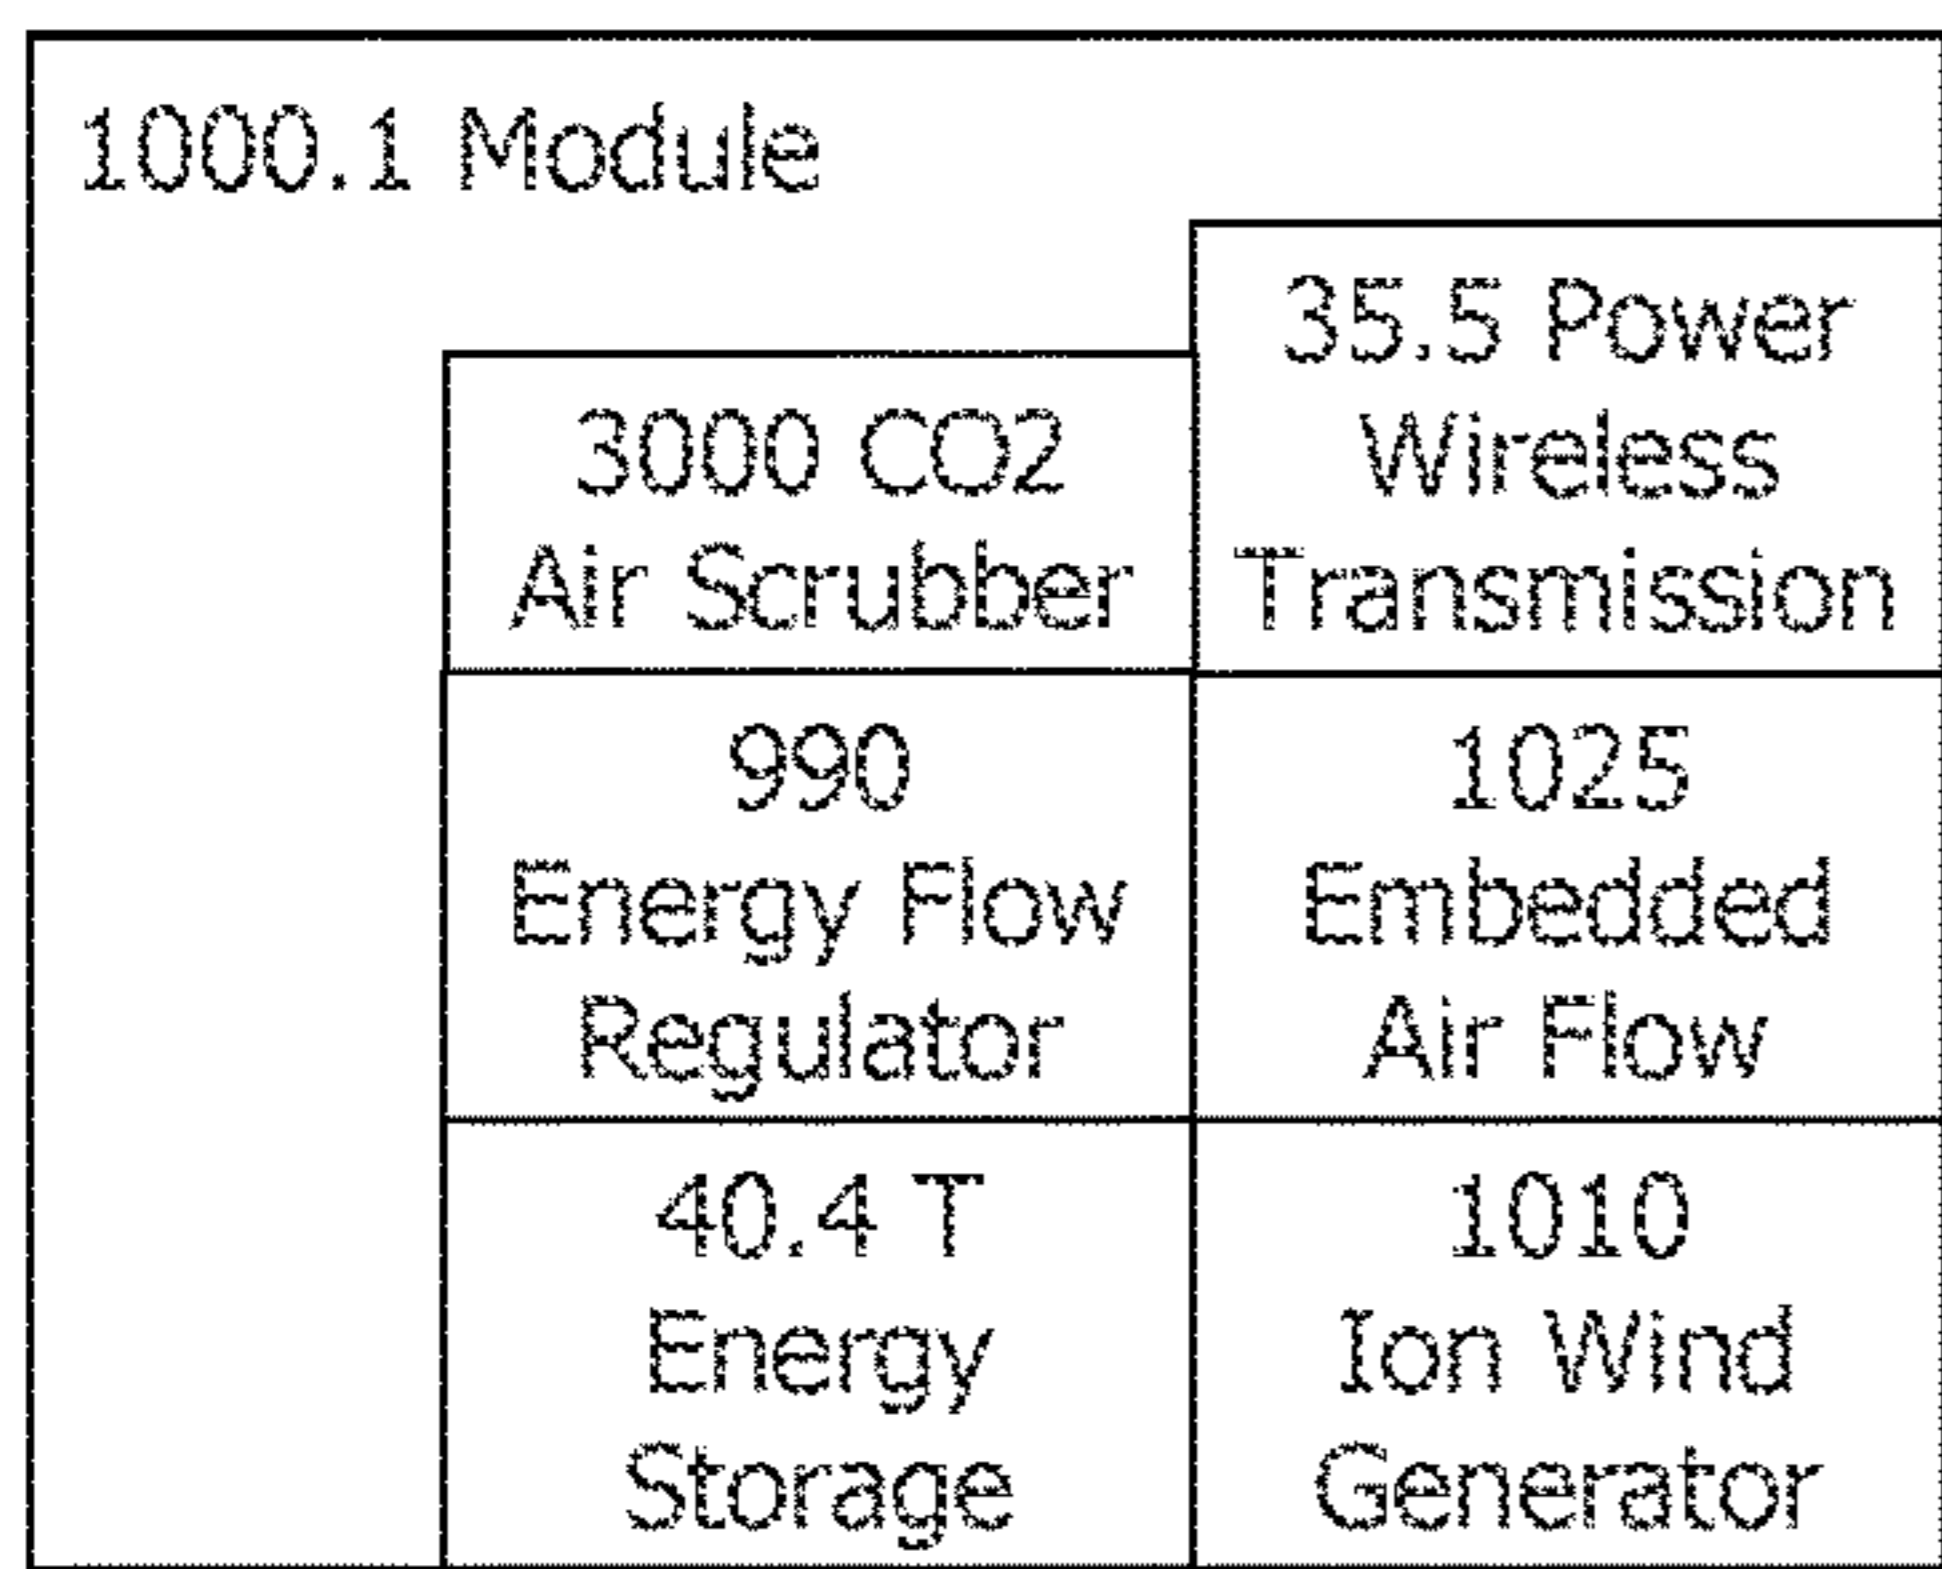 1000.1 Module
35.5 Power
Wireless
Transmission
3000 CO2
Air Scrubber
990
Energy Flow
Regulator
1025
Embedded
Air Flow
40.4 T
Energy
Storage
1010
Ion Wind
Generator